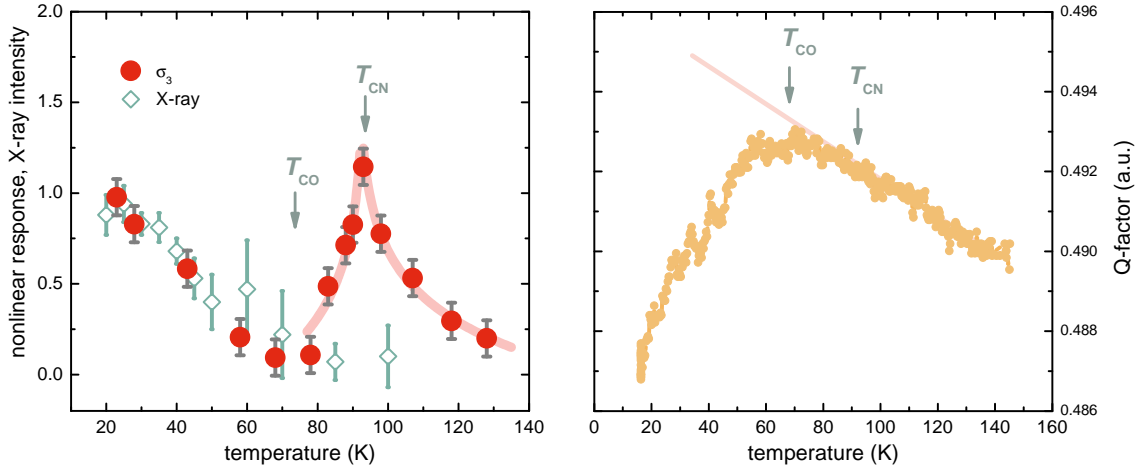 nonlinear response, X-ray intensity
2.0
1.5
1.0
0.5
0.0
σ3
X-ray
TCO
TCN
20 40 60 80 100 120 140
temperature (K)
TCO
TCN
0 20 40 60 80 100 120 140 160
temperature (K)
0.496
0.494
0.492
0.490
0.488
0.486
Q-factor (a.u.)